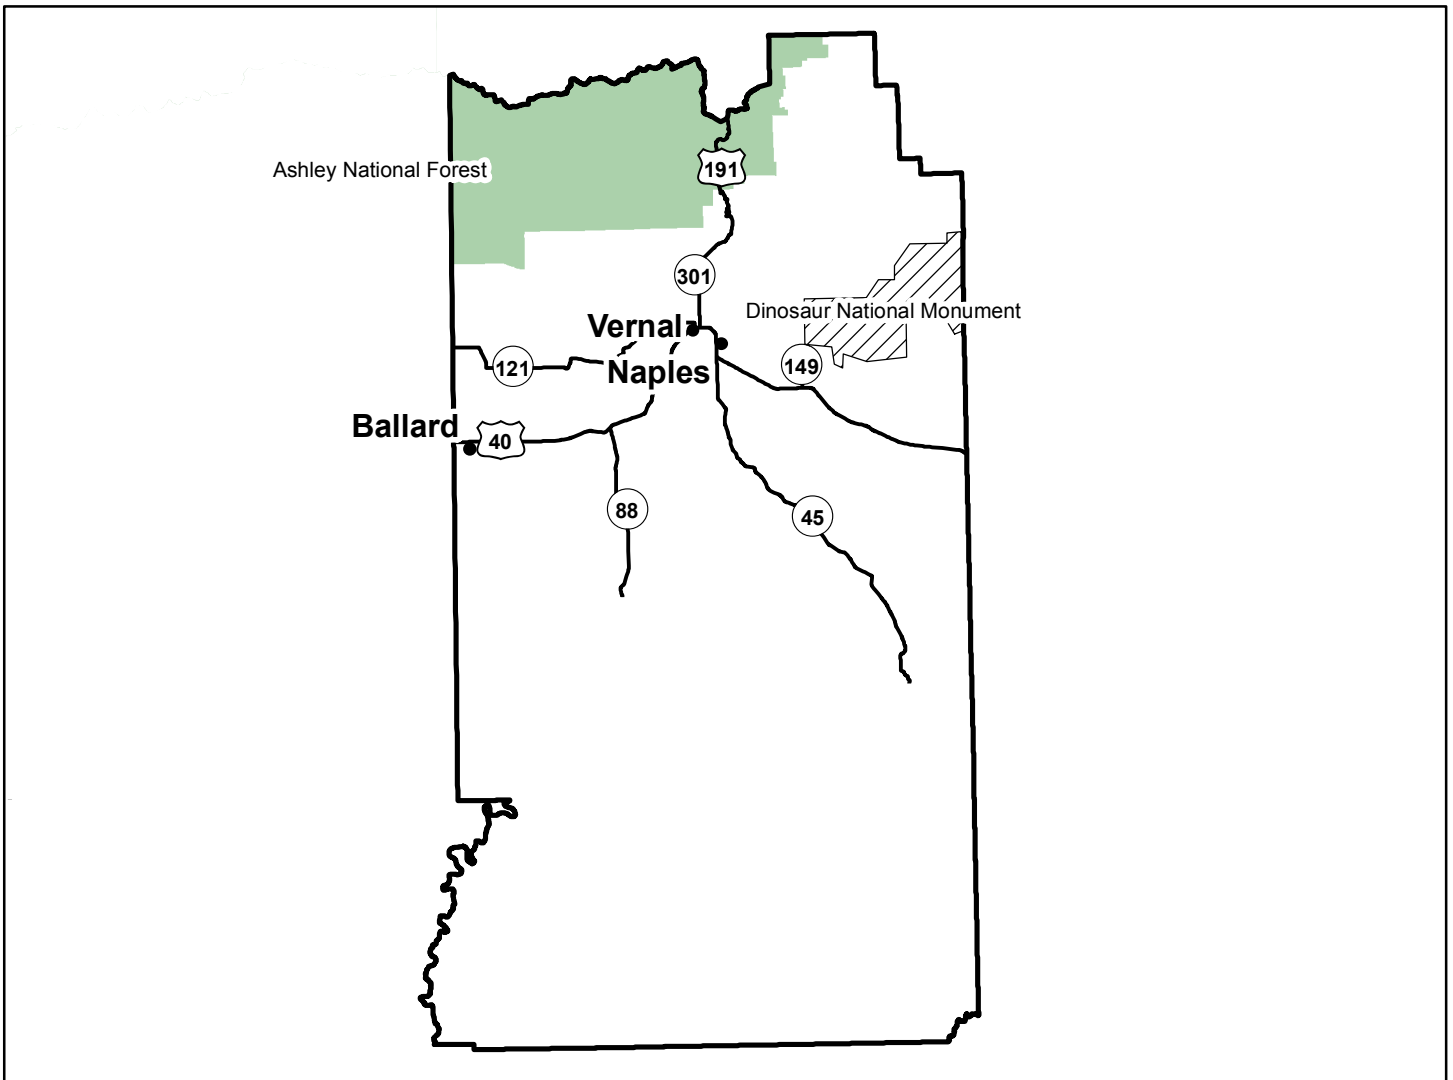 Ashley National Forest
191
301
Dinosaur National Monument
Vernal
121
Naples
149
Ballard
40
88
45